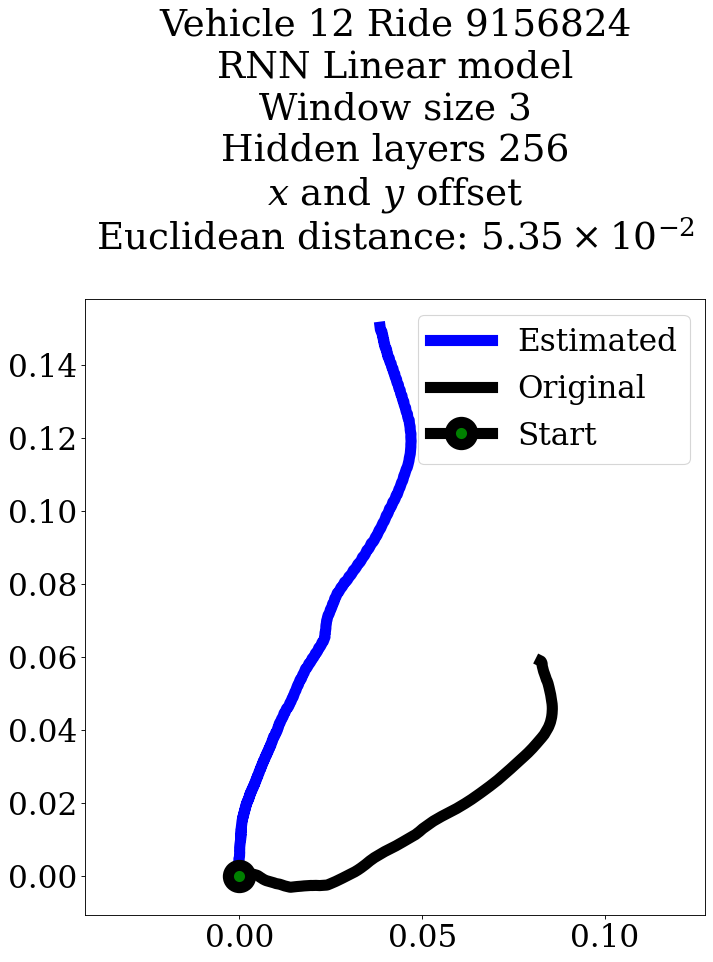 Vehicle 12 Ride 9156824
RNN Linear model
Window size 3
Hidden layers 256
x and y offset
Euclidean distance: 5.35 × 10⁻²
Estimated
Original
Start
0.14
0.12
0.10
0.08
0.06
0.04
0.02
0.00
0.00 0.05 0.10